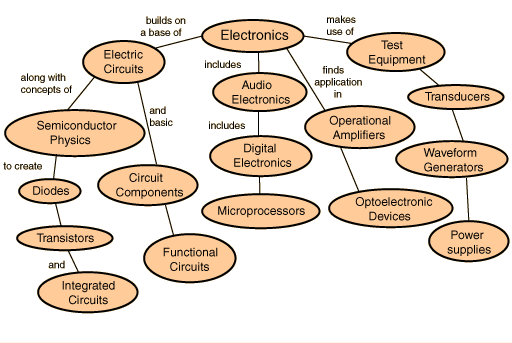 builds on
a base of
Electronics
makes
use of
Electric
Circuits
includes
finds
application
in
Test
Equipment
along with
concepts of
Audio
Electronics
Transducers
and
basic
Semiconductor
Physics
includes
Operational
Amplifiers
Digital
Electronics
Waveform
Generators
to create
Diodes
Circuit
Components
Microprocessors
Optoelectronic
Devices
Transistors
Power
supplies
and
Functional
Circuits
Integrated
Circuits